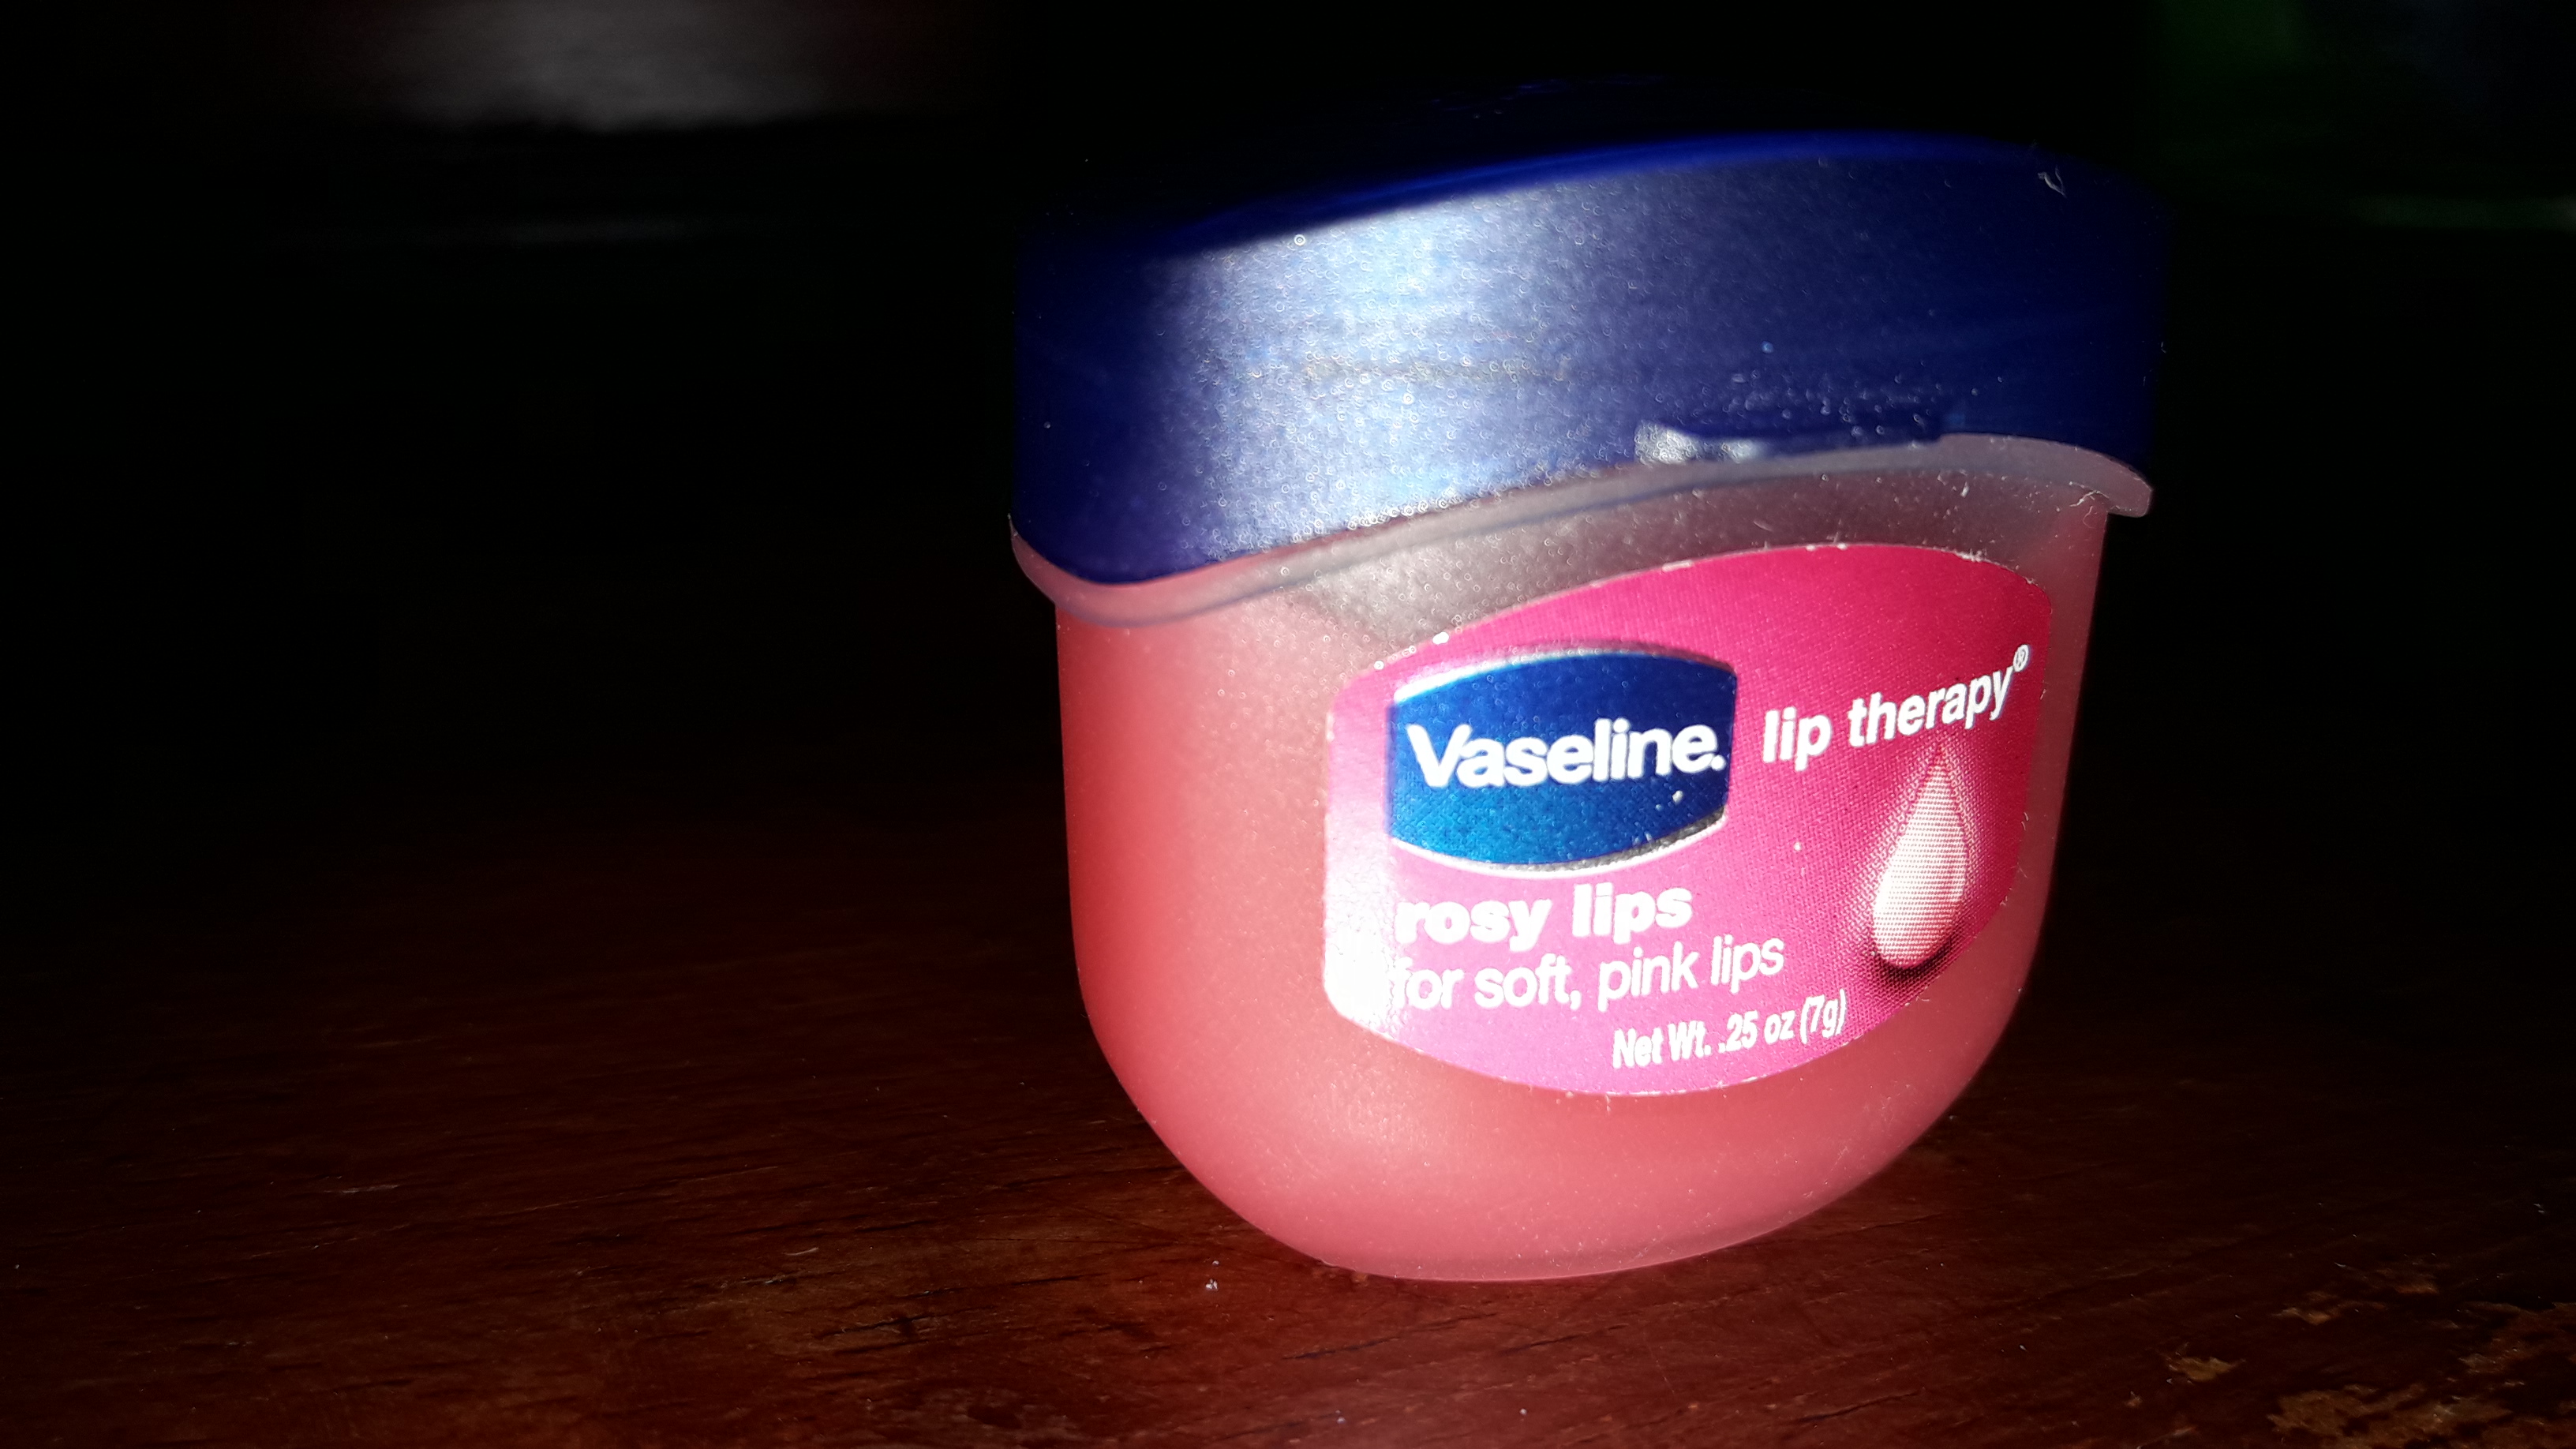 Vaseline. lip therapy®
rosy lips
for soft, pink lips
Net Wt. .25 oz (7g)